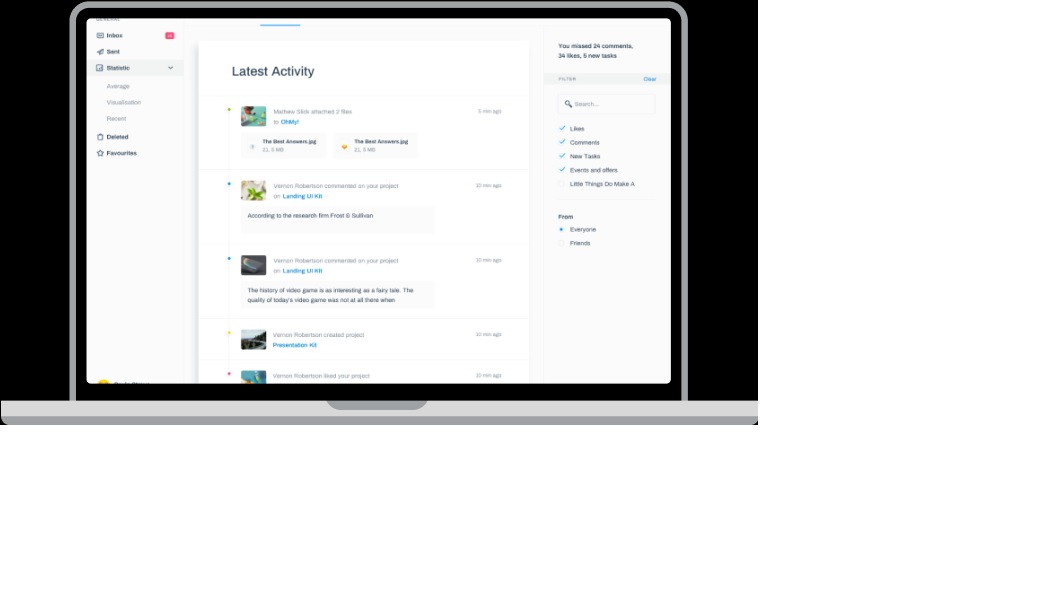 GENERAL
Inbox
Sent
Statistic
Average
Visualisation
Recent
Deleted
Favourites
Latest Activity
Mathew Slick attached 2 files
5 min ago
to OhMy!
The Best Answers.jpg
21, 5 MB
The Best Answers.jpg
21, 5 MB
Vernon Robertson commented on your project
10 min ago
on Landing UI Kit
According to the research firm Frost & Sullivan
Vernon Robertson commented on your project
10 min ago
on Landing UI Kit
The history of video game is as interesting as a fairy tale. The
quality of today's video game was not at all there when
Vernon Robertson created project
10 min ago
Presentation Kit
Vernon Robertson liked your project
10 min ago
You missed 24 comments,
34 likes, 5 new tasks
FILTER
Clear
Search...
Likes
Comments
New Tasks
Events and offers
Little Things Do Make A
From
Everyone
Friends